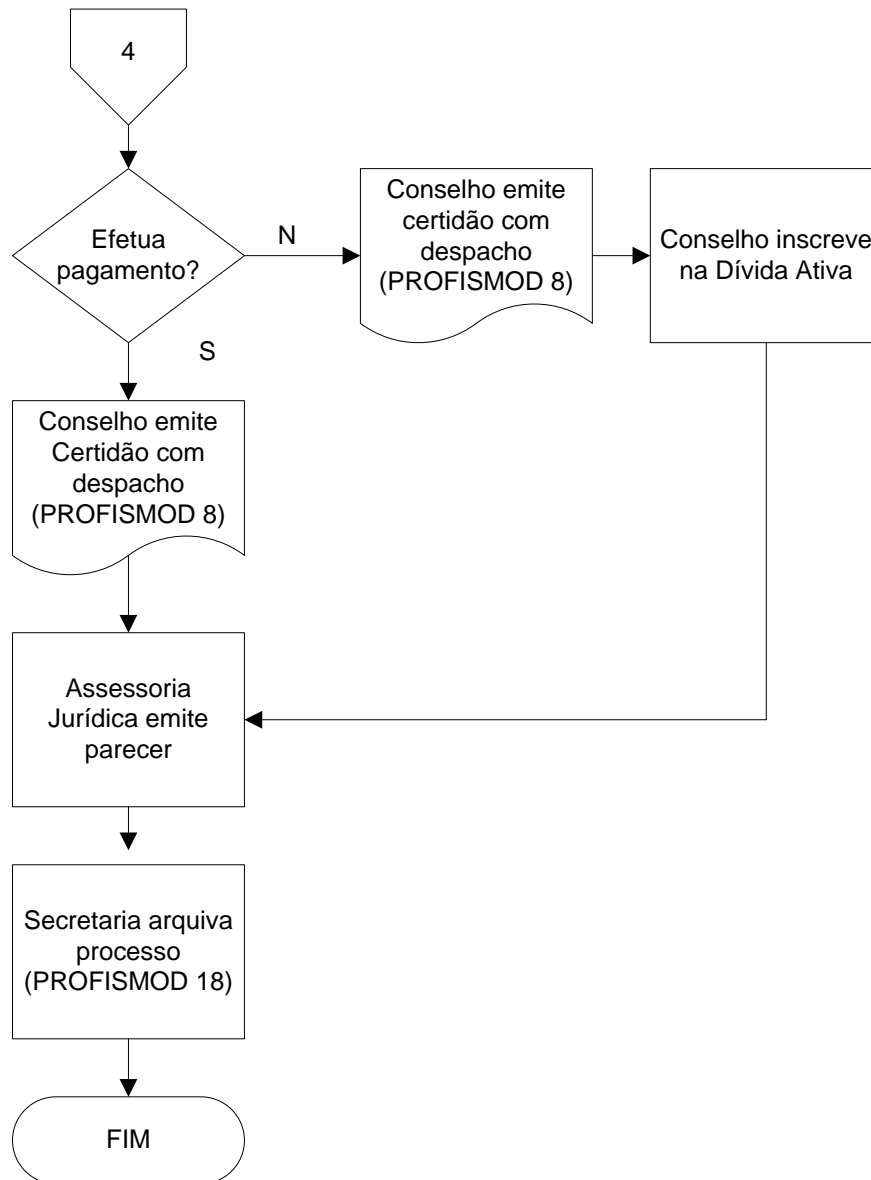 4
Efetua
pagamento?
N
Conselho emite
certidão com
despacho
(PROFISMOD 8)
Conselho inscreve
na Dívida Ativa
S
Conselho emite
Certidão com
despacho
(PROFISMOD 8)
Assessoria
Jurídica emite
parecer
Secretaria arquiva
processo
(PROFISMOD 18)
FIM